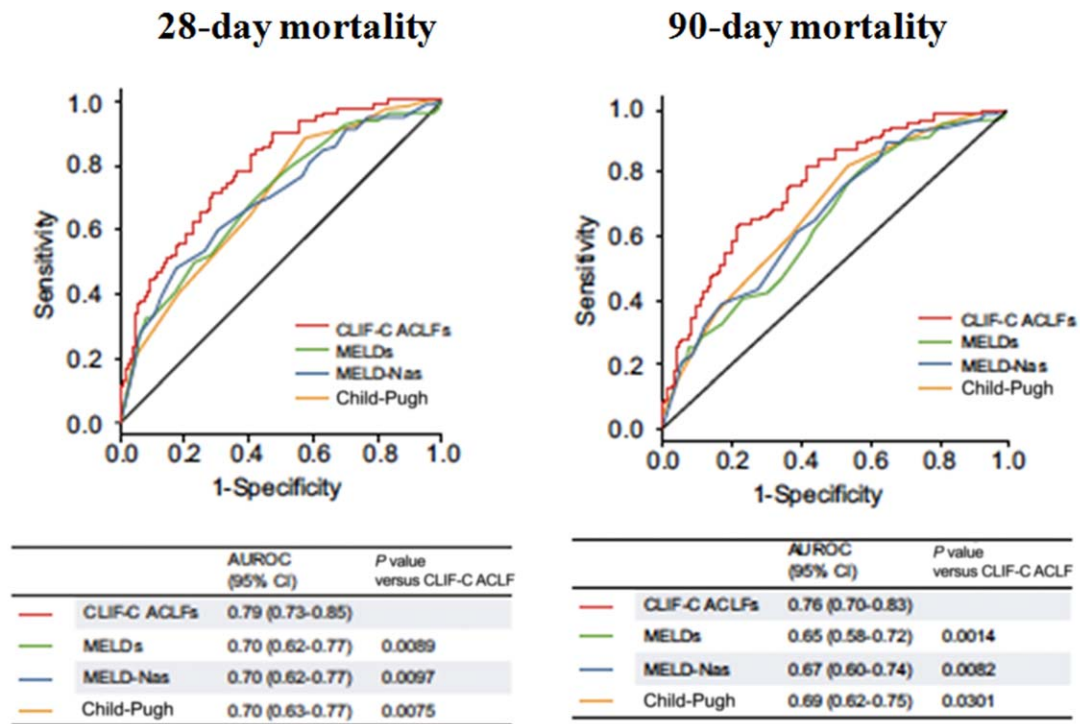 28-day mortality
90-day mortality
1.0
0.8
0.6
0.4
0.2
0.0
Sensitivity
CLIF-C ACLFs
MELDs
MELD-Nas
Child-Pugh
0.0 0.2 0.4 0.6 0.8 1.0
1-Specificity
1.0
0.8
0.6
0.4
0.2
0.0
Sensitivity
CLIF-C ACLFs
MELDs
MELD-Nas
Child-Pugh
0.0 0.2 0.4 0.6 0.8 1.0
1-Specificity
AUROC
(95% CI)
P value
versus CLIF-C ACLF
CLIF-C ACLFs 0.79 (0.73-0.85)
MELDs 0.70 (0.62-0.77) 0.0089
MELD-Nas 0.70 (0.62-0.77) 0.0097
Child-Pugh 0.70 (0.63-0.77) 0.0075
AUROC
(95% CI)
P value
versus CLIF-C ACLF
CLIF-C ACLFs 0.76 (0.70-0.83)
MELDs 0.65 (0.58-0.72) 0.0014
MELD-Nas 0.67 (0.60-0.74) 0.0082
Child-Pugh 0.69 (0.62-0.75) 0.0301